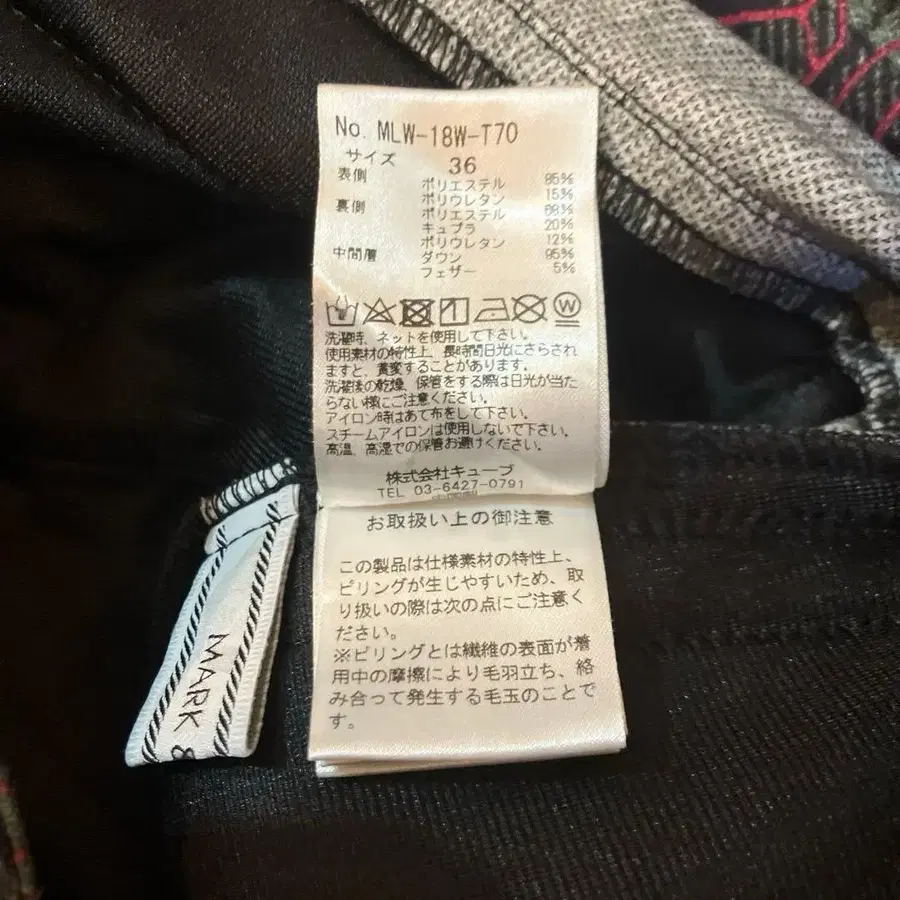 No. MLW-18W-T70
サイズ 36
表側 ポリエステル 85%
ポリウレタン 15%
裏側 ポリエステル 68%
キュプラ 20%
ポリウレタン 12%
中間層 ダウン 95%
フェザー 5%
W
洗濯時、ネットを使用して下さい。
使用素材の特性上、長時間日光にさらされ
ますと、黄変することがあります。
洗濯後の乾燥、保管をする際は日光が当た
らない様にご注意ください。
アイロン時はあて布をして下さい。
スチームアイロンは使用しないで下さい。
高温、高湿での保管お避けください。
株式会社キューブ
TEL 03-6427-0791
お取扱い上の御注意
この製品は仕様素材の特性上、
ピリングが生じやすいため、取
り扱いの際は次の点にご注意く
ださい。
※ピリングとは繊維の表面が着
用中の摩擦により毛羽立ち、絡
み合って発生する毛玉のことで
す。
MARK &